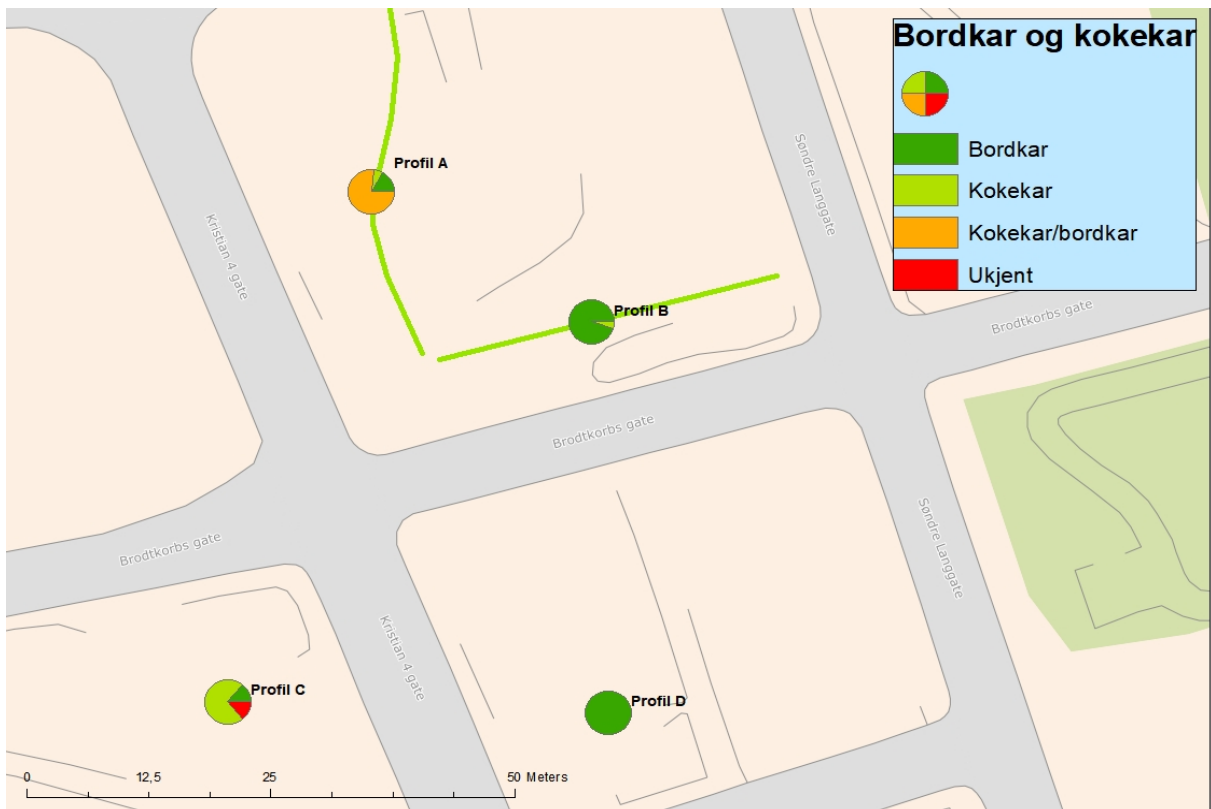 Bordkar og kokekar
Bordkar
Kokekar
Kokekar/bordkar
Ukjent
Profil A
Søndre Langgate
Kristian 4 gate
Profil B
Brodtkorbs gate
Brodtkorbs gate
Brodtkorbs gate
Søndre Langgate
Kristian 4 gate
Profil C
Profil D
0 12,5 25 50 Meters